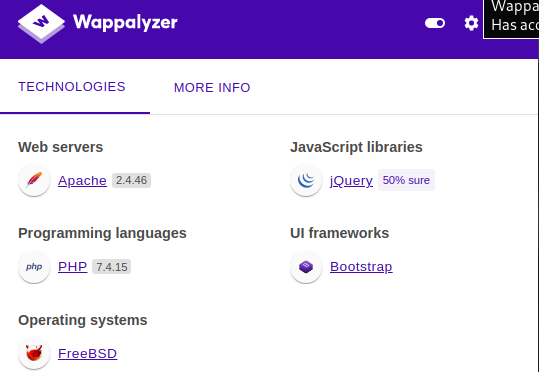 Wappalyzer
Wappa
Has acc
TECHNOLOGIES
MORE INFO
Web servers
Apache 2.4.46
JavaScript libraries
jQuery 50% sure
Programming languages
php PHP 7.4.15
UI frameworks
Bootstrap
Operating systems
FreeBSD